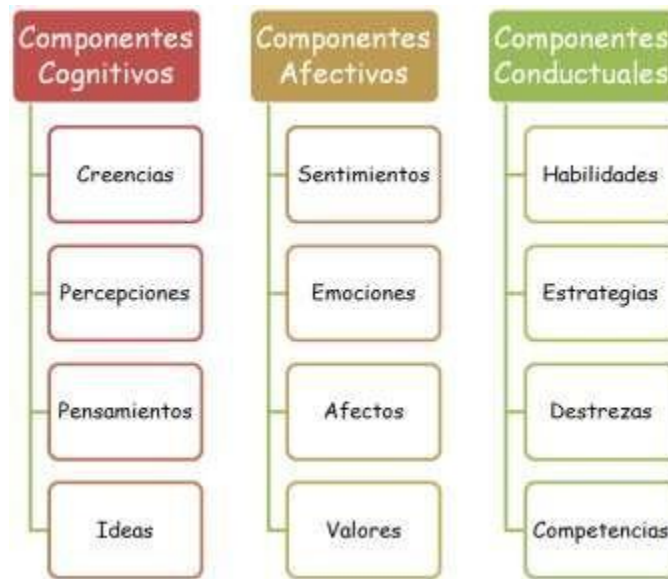 Componentes
Cognitivos
Creencias
Percepciones
Pensamientos
Ideas
Componentes
Afectivos
Sentimientos
Emociones
Afectos
Valores
Componentes
Conductuales
Habilidades
Estrategias
Destrezas
Competencias